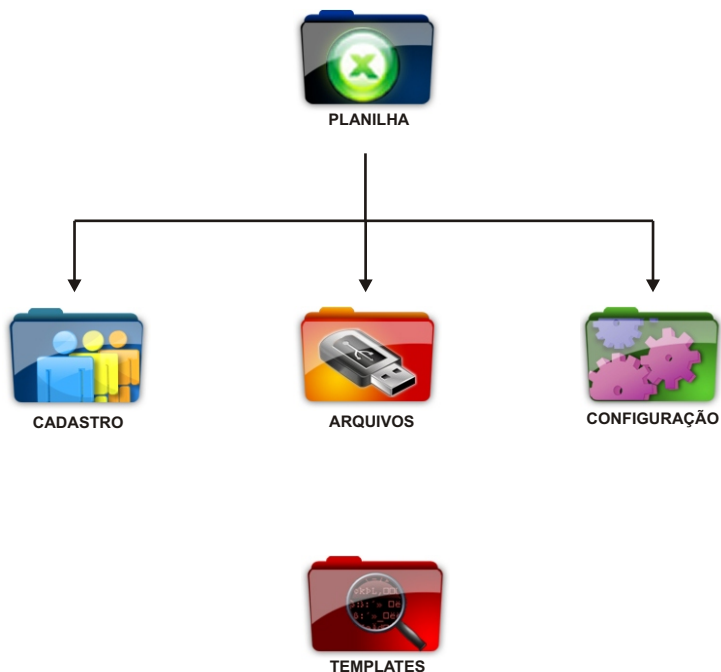 PLANILHA
CADASTRO
ARQUIVOS
CONFIGURAÇÃO
TEMPLATES